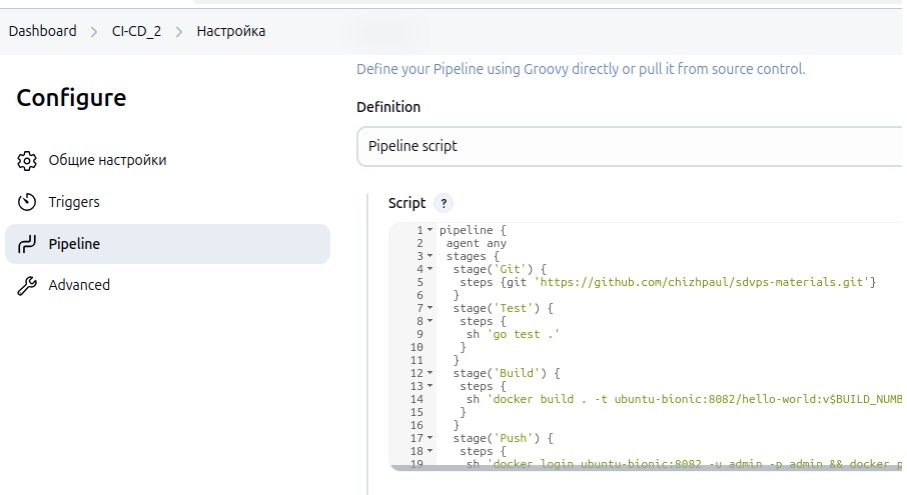 Dashboard > CI-CD_2 > Настройка
Configure
Общие настройки
Triggers
Pipeline
Advanced
Define your Pipeline using Groovy directly or pull it from source control.
Definition
Pipeline script
Script ?
1 pipeline {
2 agent any
3 stages {
4 stage('Git') {
5 steps {git 'https://github.com/chizhpaul/sdvps-materials.git'}
6 }
7 stage('Test') {
8 steps {
9 sh 'go test .'
10 }
11 }
12 stage('Build') {
13 steps {
14 sh 'docker build . -t ubuntu-bionic:8082/hello-world:v$BUILD_NUMB
15 }
16 }
17 stage('Push') {
18 steps {
19 sh 'docker login ubuntu-bionic:8082 -u admin -p admin && docker p